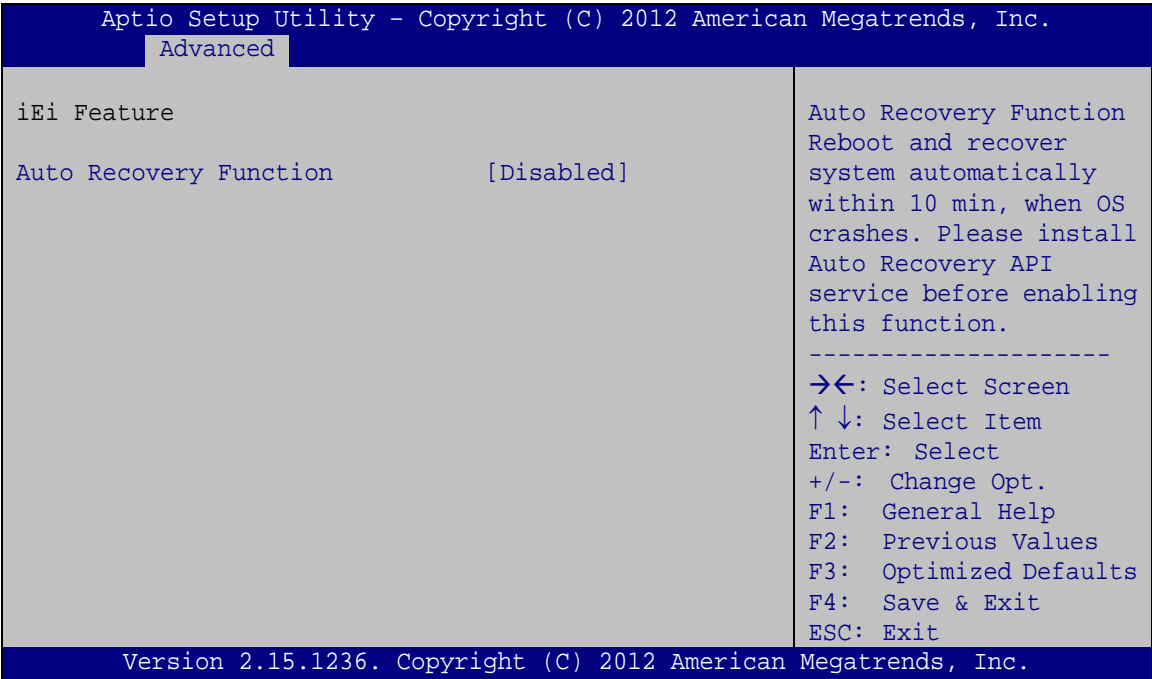 Aptio Setup Utility – Copyright (C) 2012 American Megatrends, Inc.
Advanced
iEi Feature
Auto Recovery Function [Disabled]
Auto Recovery Function
Reboot and recover
system automatically
within 10 min, when OS
crashes. Please install
Auto Recovery API
service before enabling
this function.
---------------------
→←: Select Screen
↑ ↓: Select Item
Enter: Select
+/-: Change Opt.
F1: General Help
F2: Previous Values
F3: Optimized Defaults
F4: Save & Exit
ESC: Exit
Version 2.15.1236. Copyright (C) 2012 American Megatrends, Inc.